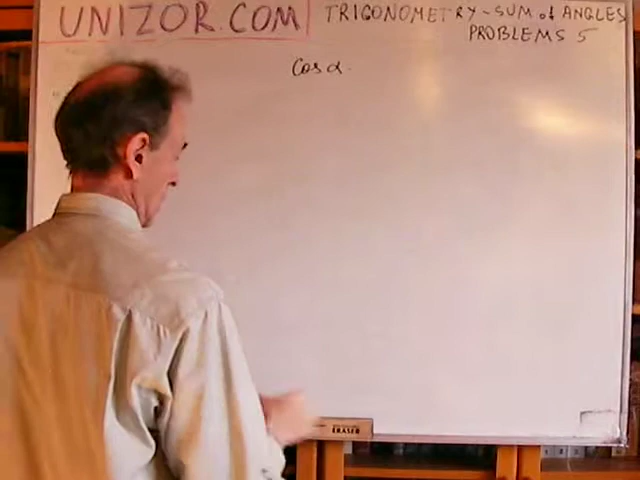 UNIZOR.COM
TRIGONOMETRY - SUM of ANGLES
PROBLEMS 5
Cos α.
ERASER